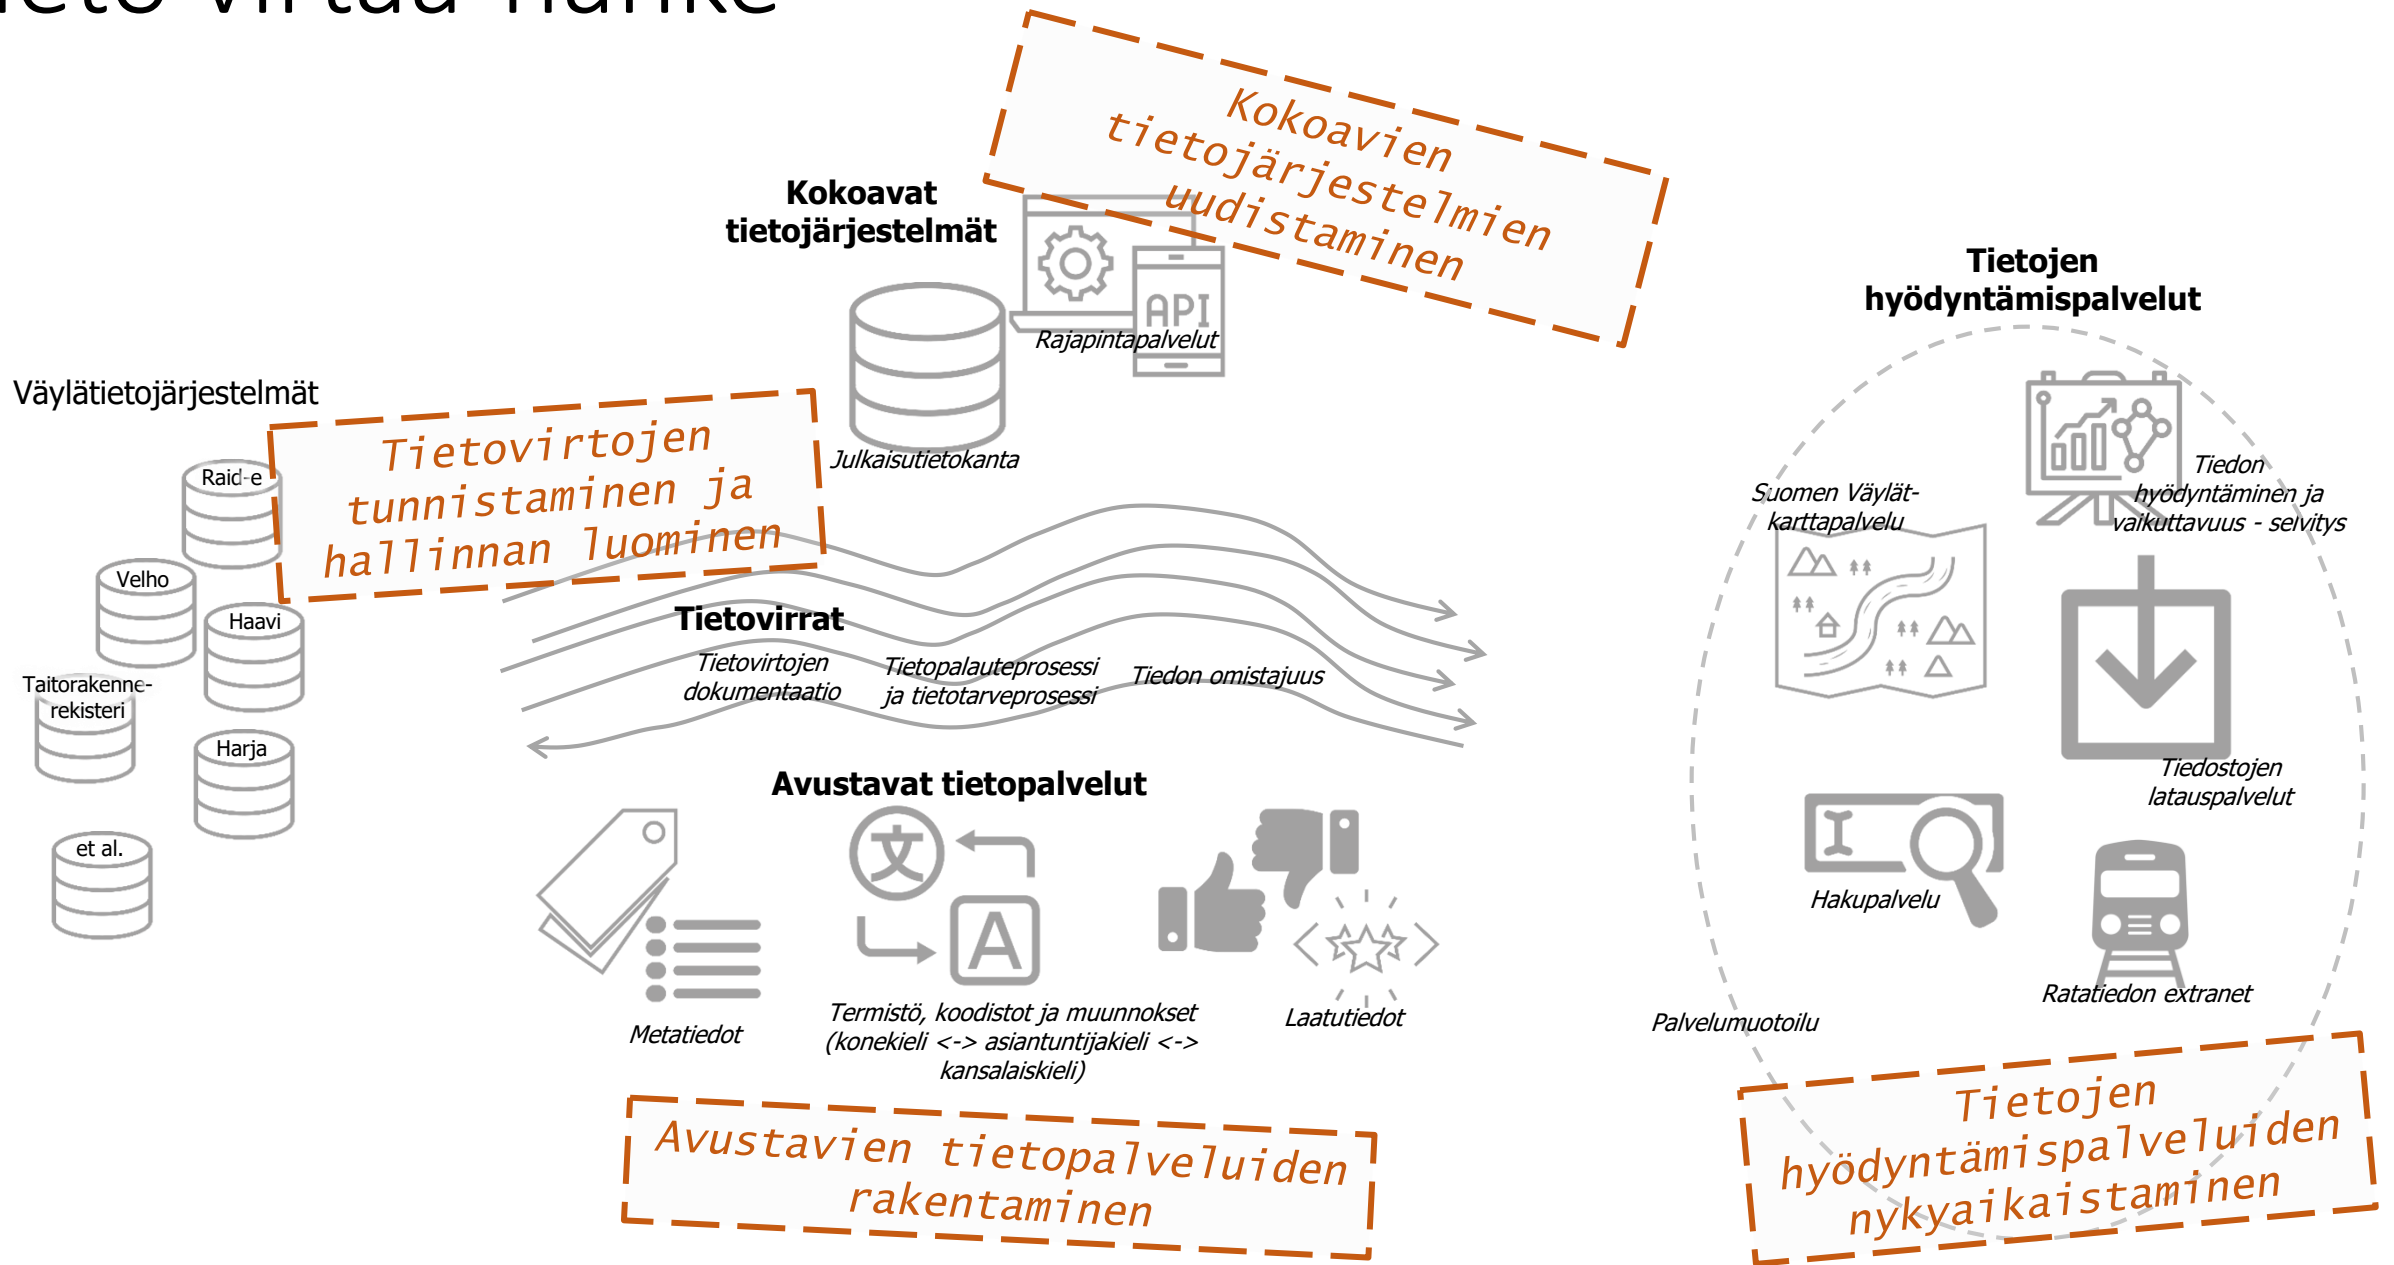 virtaa-hanke
Kokoavien
tietojärjestelmien
uudistaminen
Kokoavat
tietojärjestelmät
API
Rajapintapalvelut
Julkaisutietokanta
Väylätietojärjestelmät
Raid-e
Velho
Haavi
Taitorakenne-
rekisteri
Harja
et al.
Tietovirtojen
tunnistaminen ja
hallinnan luominen
Tietovirrat
Tietovirtojen
dokumentaatio
Tietopalauteprosessi
ja tietotarveprosessi
Tiedon omistajuus
Avustavat tietopalvelut
文
A
Metatiedot
Termistö, koodistot ja muunnokset
(konekieli <-> asiantuntijakieli <->
kansalaiskieli)
Laatutiedot
Avustavien tietopalveluiden
rakentaminen
Tietojen
hyödyntämispalvelut
Tiedon
hyödyntäminen ja
vaikuttavuus - selvitys
Suomen Väylät-
karttapalvelu
Tiedostojen
latauspalvelut
Hakupalvelu
Ratatiedon extranet
Palvelumuotoilu
Tietojen
hyödyntämispalveluiden
nykyaikaistaminen